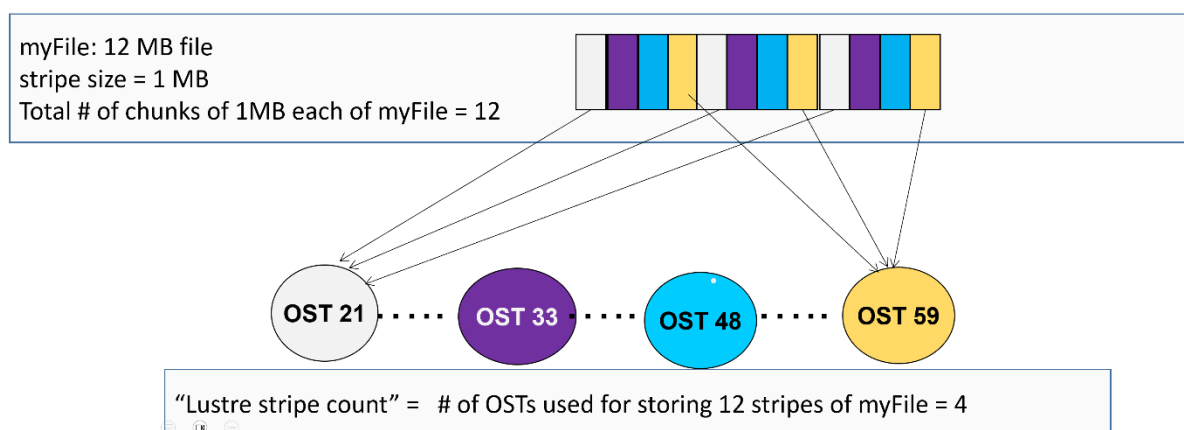 myFile: 12 MB file
stripe size = 1 MB
Total # of chunks of 1MB each of myFile = 12
OST 21
OST 33
OST 48
OST 59
“Lustre stripe count” = # of OSTs used for storing 12 stripes of myFile = 4